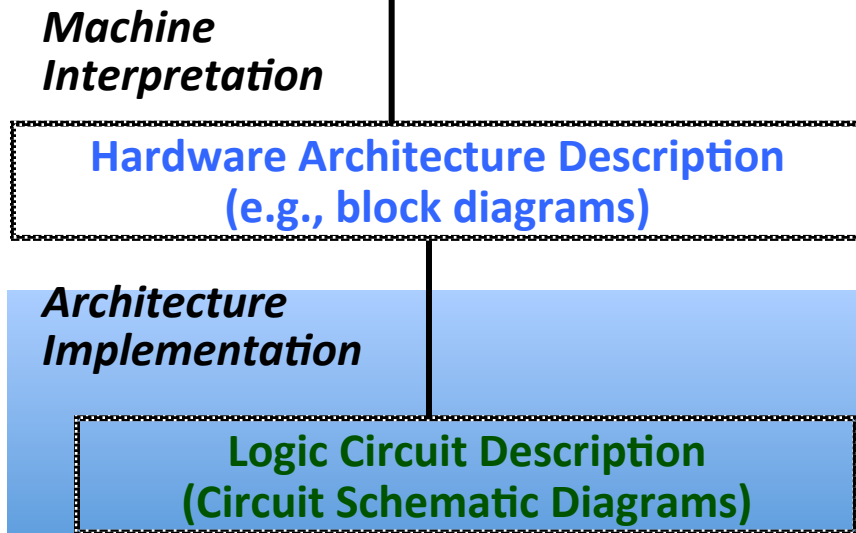 Machine
Interpretation
Hardware Architecture Description
(e.g., block diagrams)
Architecture
Implementation
Logic Circuit Description
(Circuit Schematic Diagrams)